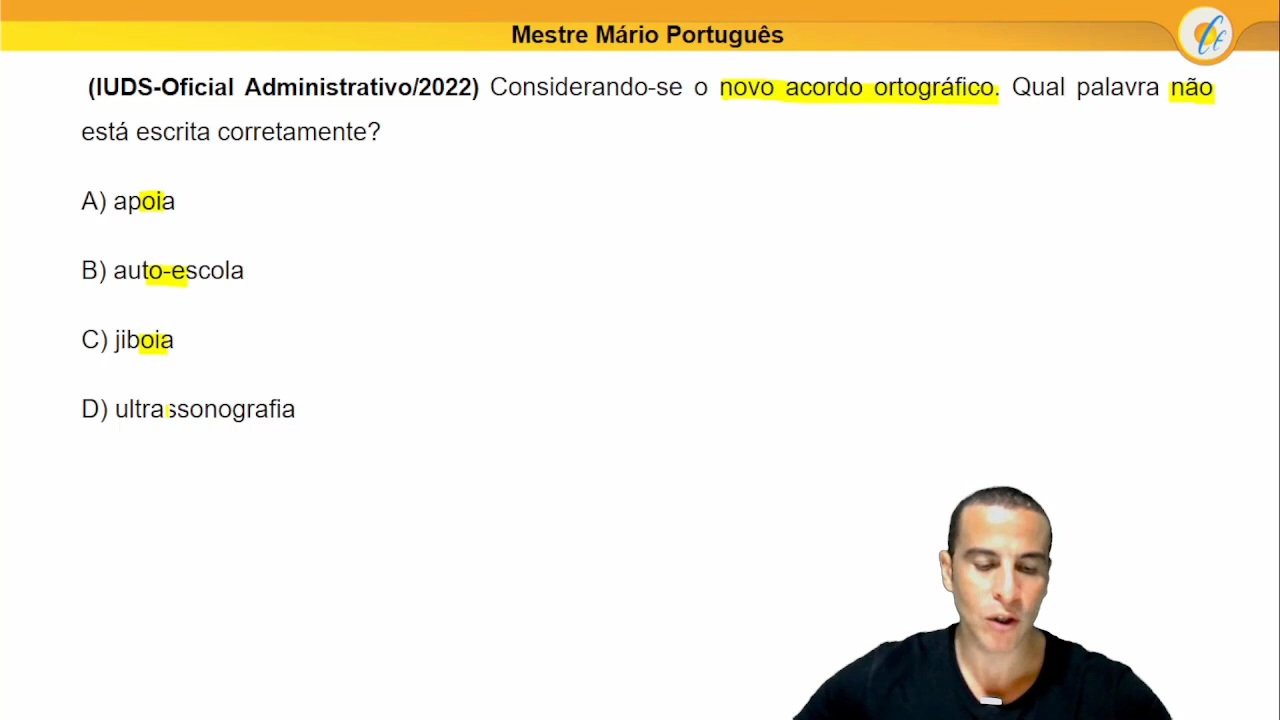 Mestre Mário Português
(IUDS-Oficial Administrativo/2022) Considerando-se o novo acordo ortográfico. Qual palavra não
está escrita corretamente?
A) apoia
B) auto-escola
C) jiboia
D) ultrassonografia